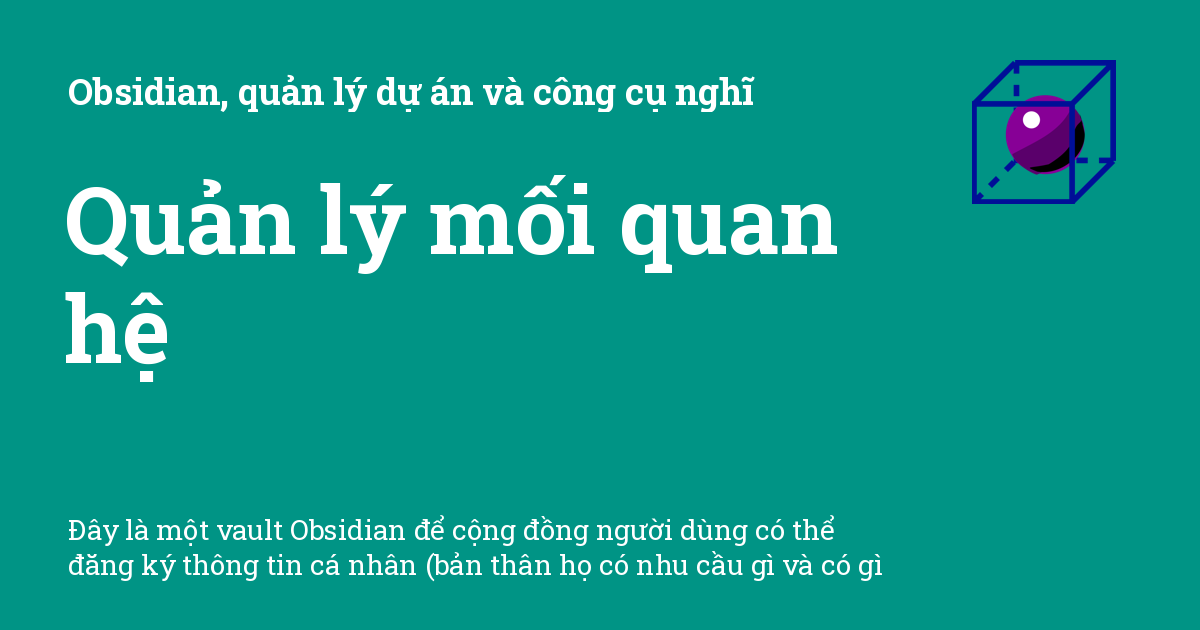 Obsidian, quản lý dự án và công cụ nghĩ
Quản lý mối quan
hệ
Đây là một vault Obsidian để cộng đồng người dùng có thể
đăng ký thông tin cá nhân (bản thân họ có nhu cầu gì và có gì